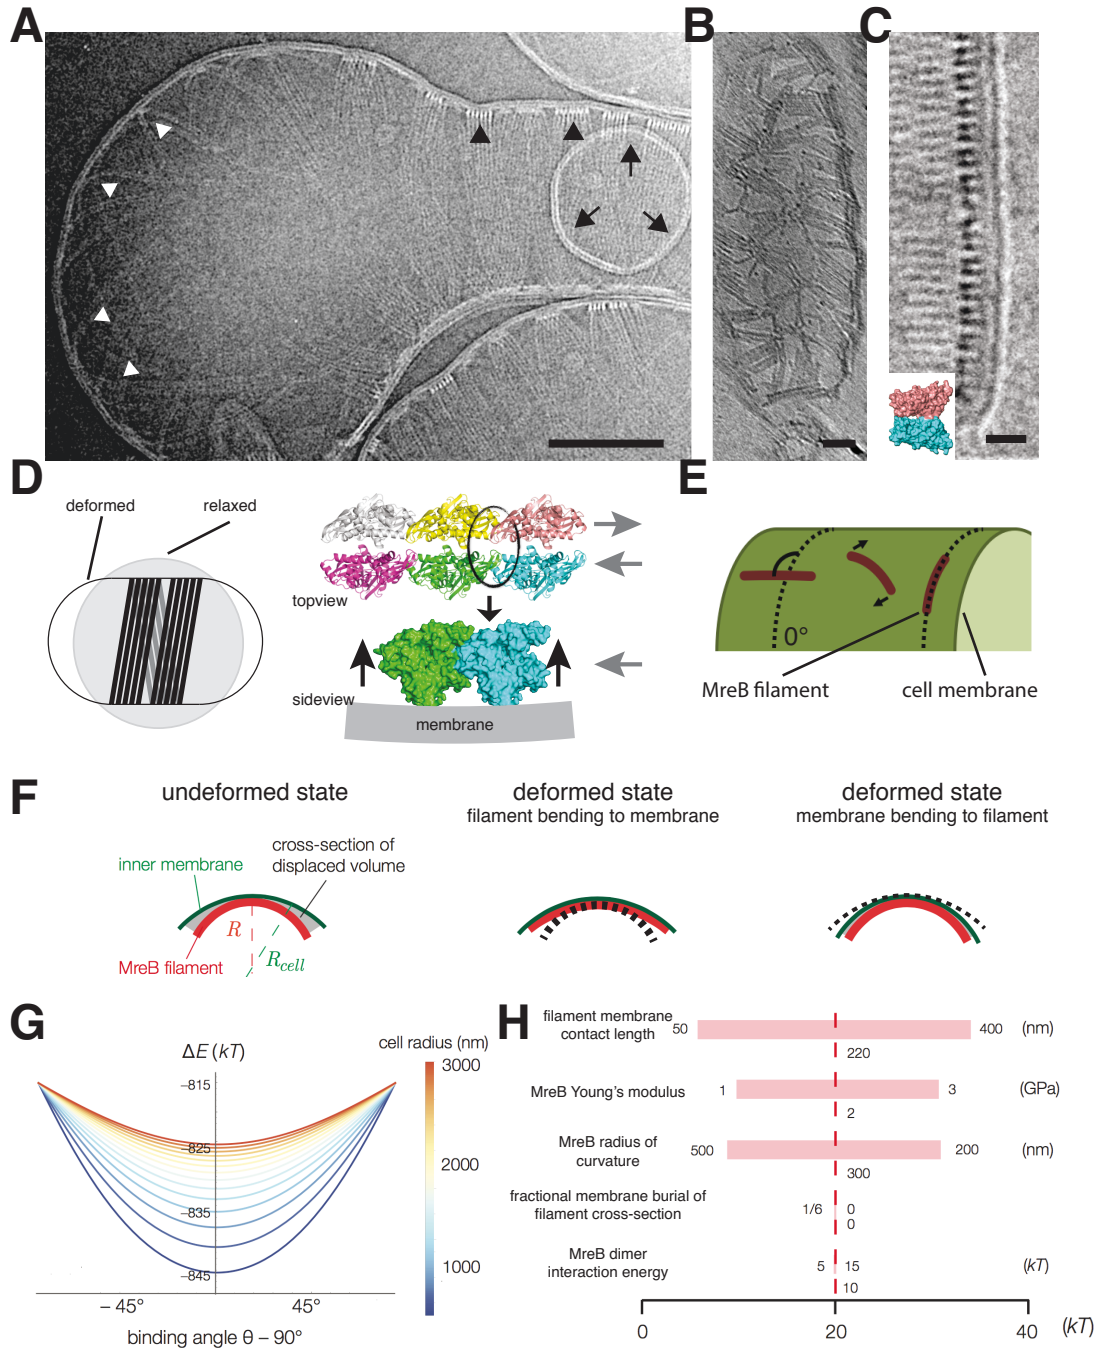 A
B
C
D
deformed
relaxed
topview
sideview
membrane
E
0°
MreB filament
cell membrane
F
undeformed state
deformed state
filament bending to membrane
deformed state
membrane bending to filament
inner membrane
cross-section of
displaced volume
R
Rcell
MreB filament
G
ΔE (kT)
−815
−825
−835
−845
− 45°
45°
binding angle θ − 90°
cell radius (nm)
3000
2000
1000
H
filament membrane
contact length
50
400
(nm)
220
MreB Young's modulus
1
3
(GPa)
2
MreB radius of
curvature
500
200
(nm)
300
fractional membrane burial of
filament cross-section
1/6
0
0
MreB dimer
interaction energy
5
15
(kT)
10
0
20
40
(kT)